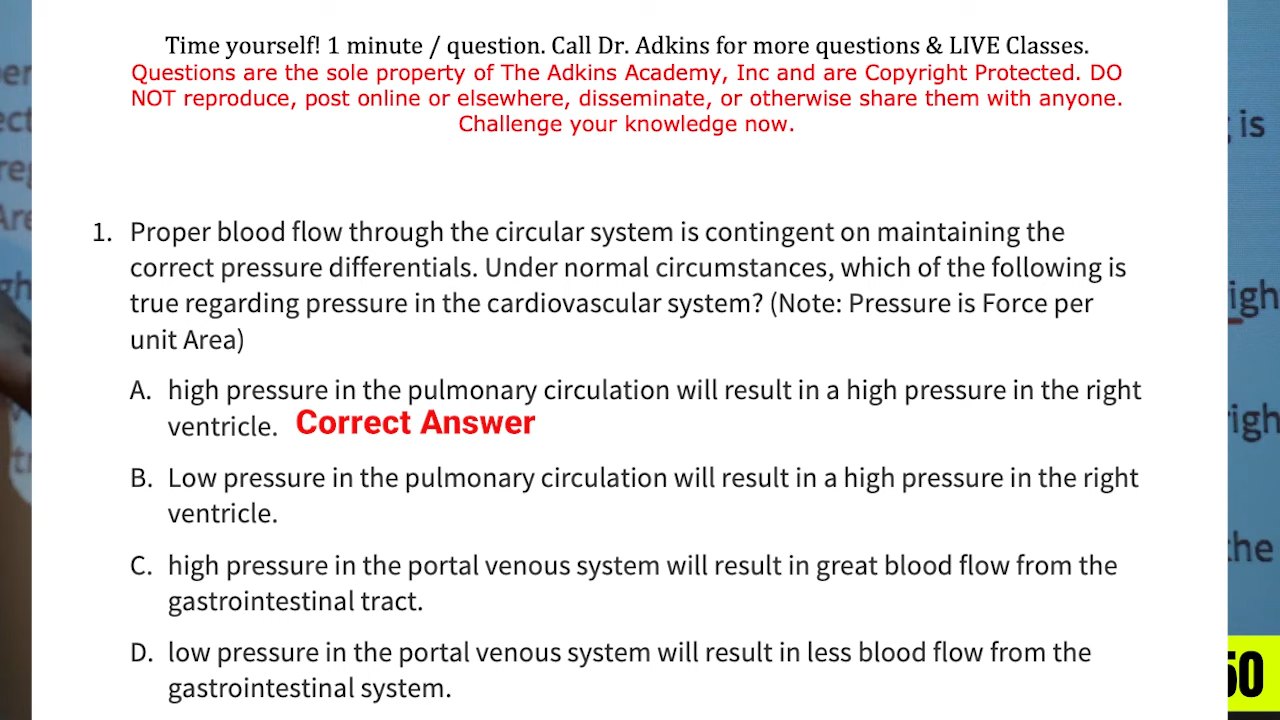 Time yourself! 1 minute / question. Call Dr. Adkins for more questions & LIVE Classes.
Questions are the sole property of The Adkins Academy, Inc and are Copyright Protected. DO
NOT reproduce, post online or elsewhere, disseminate, or otherwise share them with anyone.
Challenge your knowledge now.
is
1. Proper blood flow through the circular system is contingent on maintaining the
correct pressure differentials. Under normal circumstances, which of the following is
true regarding pressure in the cardiovascular system? (Note: Pressure is Force per
unit Area)
A. high pressure in the pulmonary circulation will result in a high pressure in the right
ventricle. Correct Answer
B. Low pressure in the pulmonary circulation will result in a high pressure in the right
ventricle.
C. high pressure in the portal venous system will result in great blood flow from the
gastrointestinal tract.
D. low pressure in the portal venous system will result in less blood flow from the
gastrointestinal system.